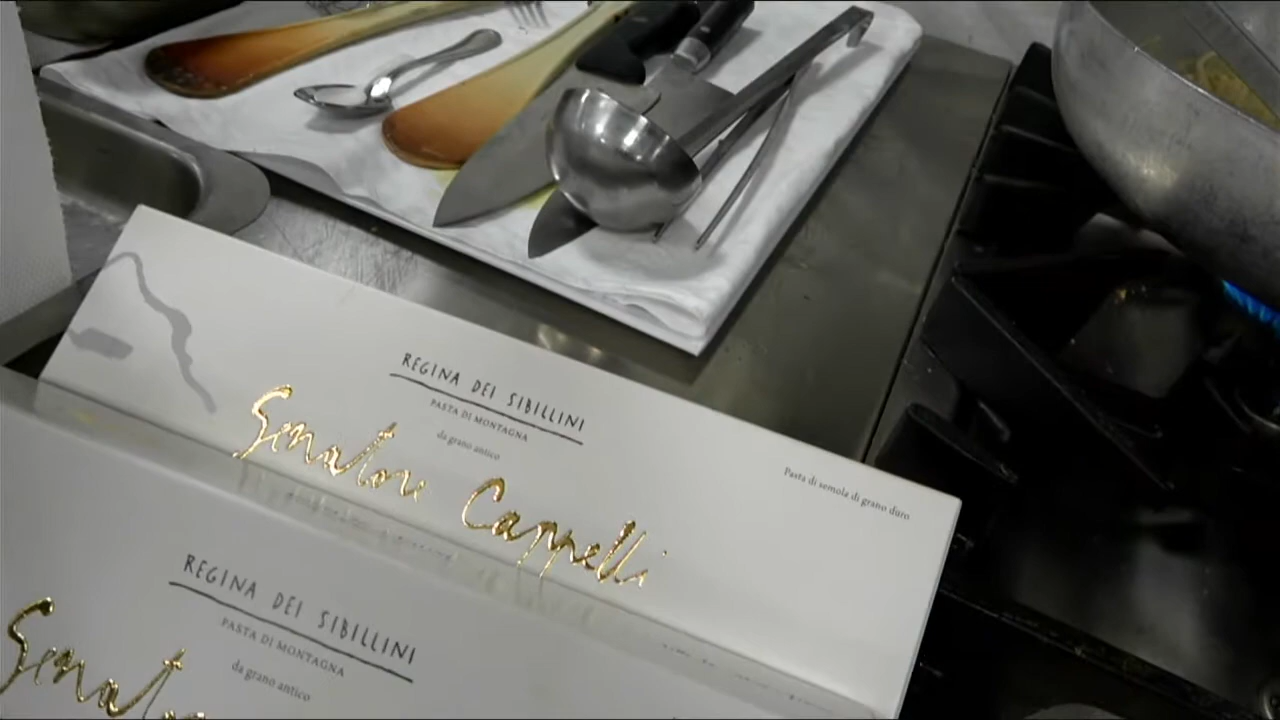 REGINA DEI SIBILLINI
PASTA DI MONTAGNA
da grano antico
Senatore Cappelli
Pasta di semola di grano duro
REGINA DEI SIBILLINI
PASTA DI MONTAGNA
da grano antico
Senato